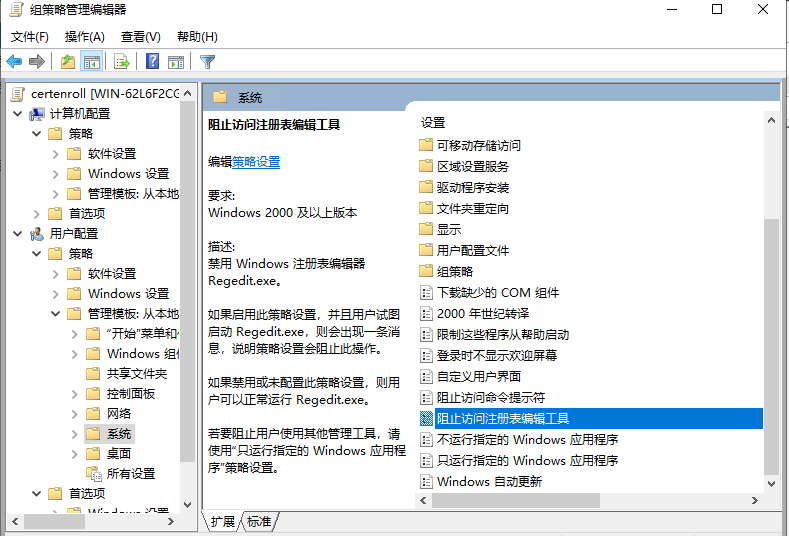 组策略管理编辑器
文件(F) 操作(A) 查看(V) 帮助(H)
certenroll [WIN-62L6F2CG
计算机配置
策略
软件设置
Windows 设置
管理模板: 从本地
首选项
用户配置
策略
软件设置
Windows 设置
管理模板: 从本地
“开始”菜单和
Windows 组
共享文件夹
控制面板
网络
系统
桌面
所有设置
首选项
Windows 设置
系统
阻止访问注册表编辑工具
编辑策略设置
要求:
Windows 2000 及以上版本
描述:
禁用 Windows 注册表编辑器
Regedit.exe。
如果启用此策略设置，并且用户试图
启动 Regedit.exe，则会出现一条消
息，说明策略设置会阻止此操作。
如果禁用或未配置此策略设置，则用
户可以正常运行 Regedit.exe。
若要阻止用户使用其他管理工具，请
使用“只运行指定的 Windows 应用程
序”策略设置。
设置
可移动存储访问
区域设置服务
驱动程序安装
文件夹重定向
显示
用户配置文件
组策略
下载缺少的 COM 组件
2000 年世纪转译
限制这些程序从帮助启动
登录时不显示欢迎屏幕
自定义用户界面
阻止访问命令提示符
阻止访问注册表编辑工具
不运行指定的 Windows 应用程序
只运行指定的 Windows 应用程序
Windows 自动更新
扩展 标准